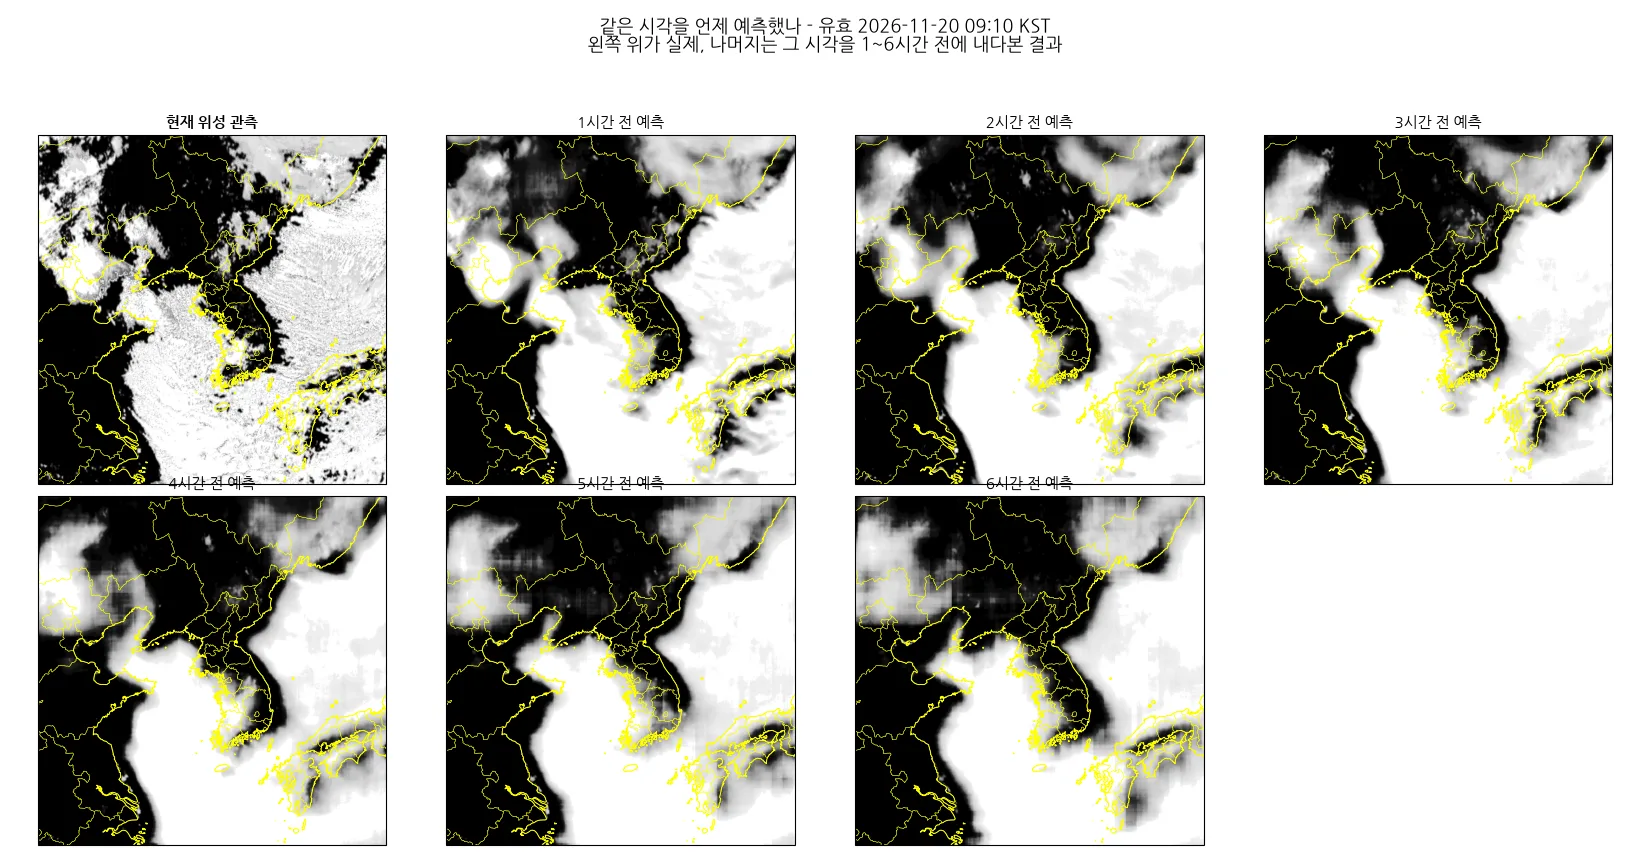 같은 시각을 언제 예측했나 - 유효 2026-11-20 09:10 KST
왼쪽 위가 실제, 나머지는 그 시각을 1~6시간 전에 내다본 결과
현재 위성 관측
1시간 전 예측
2시간 전 예측
3시간 전 예측
4시간 전 예측
5시간 전 예측
6시간 전 예측